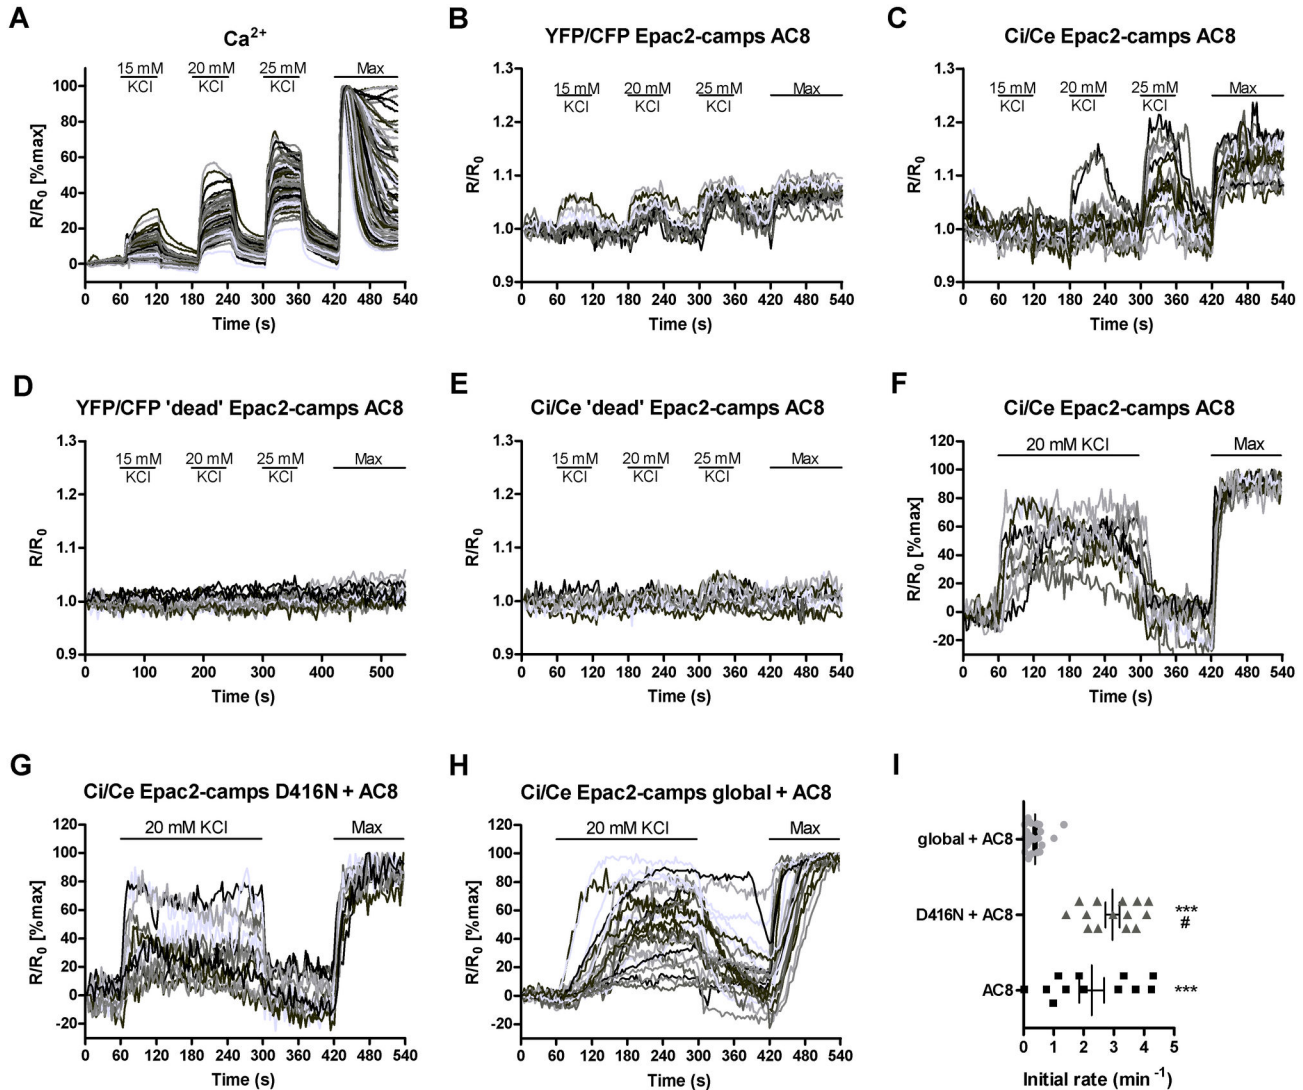 A
Ca2+
15 mM 20 mM 25 mM Max
KCl KCl KCl
R/R0 [%max]
100
80
60
40
20
0
0 60 120 180 240 300 360 420 480 540
Time (s)
B
YFP/CFP Epac2-camps AC8
15 mM 20 mM 25 mM Max
KCl KCl KCl
R/R0
1.3
1.2
1.1
1.0
0.9
0 60 120 180 240 300 360 420 480 540
Time (s)
C
Ci/Ce Epac2-camps AC8
15 mM 20 mM 25 mM Max
KCl KCl KCl
R/R0
1.3
1.2
1.1
1.0
0.9
0 60 120 180 240 300 360 420 480 540
Time (s)
D
YFP/CFP 'dead' Epac2-camps AC8
15 mM 20 mM 25 mM Max
KCl KCl KCl
R/R0
1.3
1.2
1.1
1.0
0.9
0 100 200 300 400 500
Time (s)
E
Ci/Ce 'dead' Epac2-camps AC8
15 mM 20 mM 25 mM Max
KCl KCl KCl
R/R0
1.3
1.2
1.1
1.0
0.9
0 60 120 180 240 300 360 420 480 540
Time (s)
F
Ci/Ce Epac2-camps AC8
20 mM KCl Max
R/R0 [%max]
120
100
80
60
40
20
0
-20
0 60 120 180 240 300 360 420 480 540
Time (s)
G
Ci/Ce Epac2-camps D416N + AC8
20 mM KCl Max
R/R0 [%max]
120
100
80
60
40
20
0
-20
0 60 120 180 240 300 360 420 480 540
Time (s)
H
Ci/Ce Epac2-camps global + AC8
20 mM KCl Max
R/R0 [%max]
120
100
80
60
40
20
0
-20
0 60 120 180 240 300 360 420 480 540
Time (s)
I
global + AC8
D416N + AC8 ***
#
AC8 ***
0 1 2 3 4 5
Initial rate (min-1)